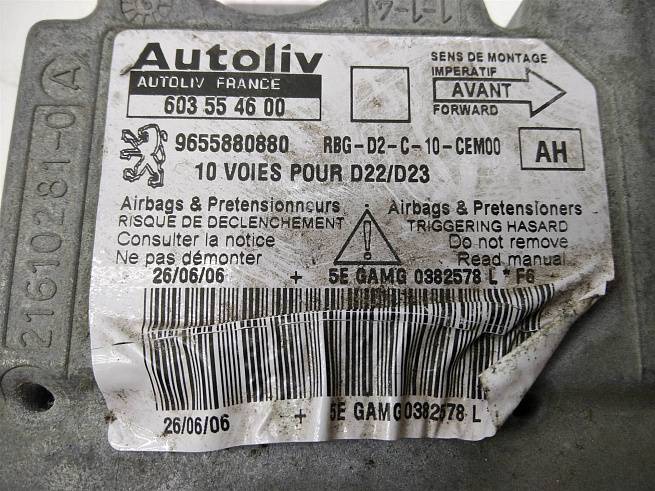 1-1-4
21610281-0 A
Autoliv
AUTOLIV FRANCE
603 55 46 00
SENS DE MONTAGE
IMPERATIF
AVANT
FORWARD
9655880880 RBG-D2-C-10-CEM00 AH
10 VOIES POUR D22/D23
Airbags & Pretensionneurs
RISQUE DE DECLENCHEMENT
Consulter la notice
Ne pas démonter
Airbags & Pretensioners
TRIGGERING HASARD
Do not remove
Read manual
26/06/06 + 5E GAMG 0382578 L * F6
26/06/06 + 5E GAMG0382578 L